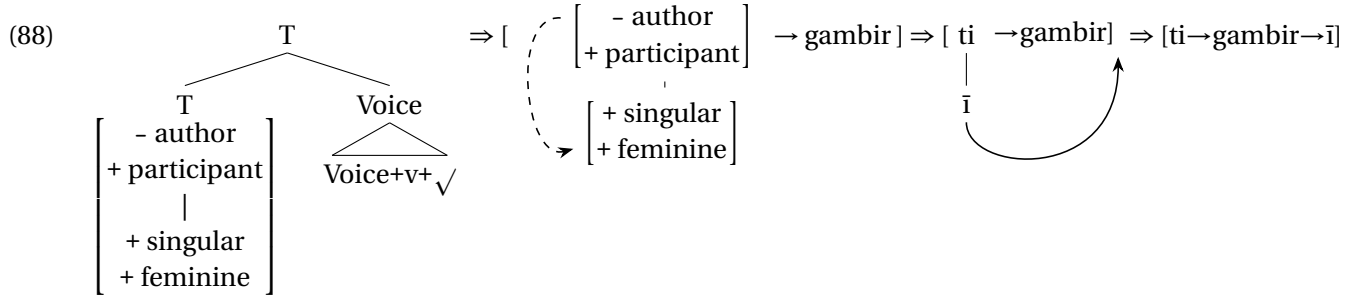 (88) T ⇒ [ [ – author + participant ] → gambir ] ⇒ [ ti →gambir] ⇒ [ti→gambir→ī]
T Voice [ + singular + feminine ] ī
– author
+ participant Voice+v+√
+ singular
+ feminine